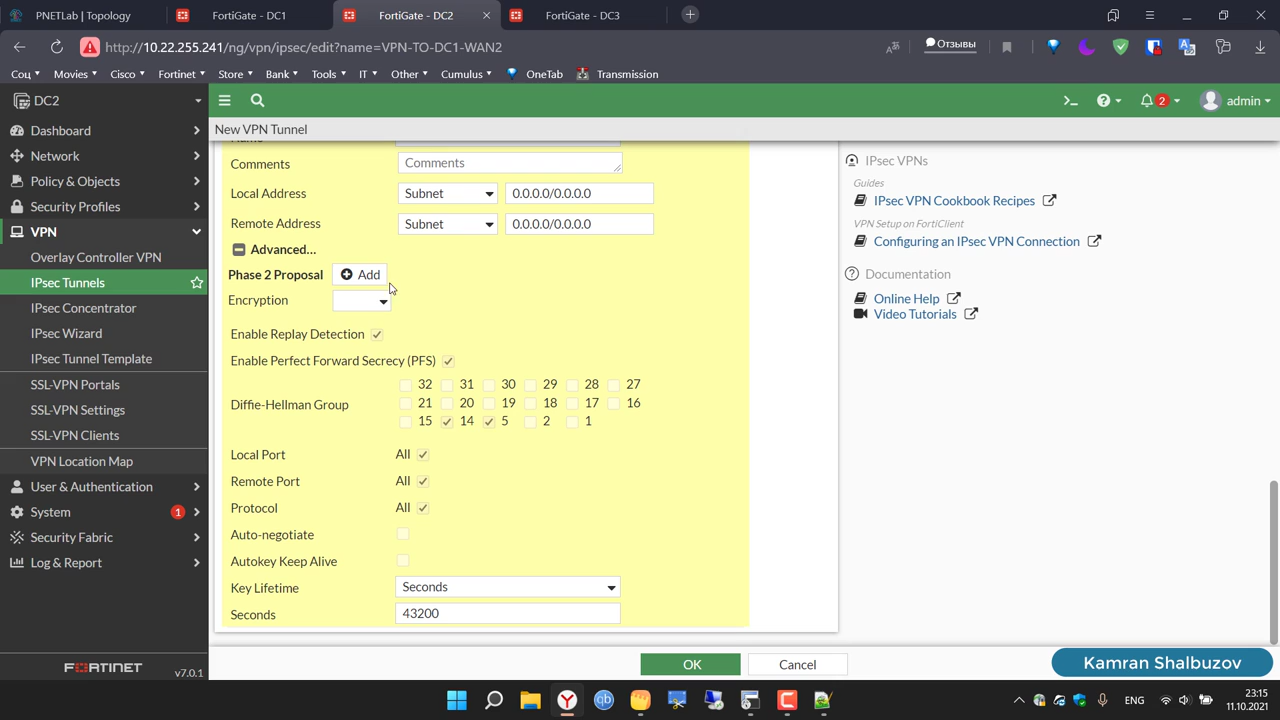 PNETLab | Topology
FortiGate - DC1
FortiGate - DC2
FortiGate - DC3
http://10.22.255.241/ng/vpn/ipsec/edit?name=VPN-TO-DC1-WAN2
Отзывы
Соц
Movies
Cisco
Fortinet
Store
Bank
Tools
IT
Other
Cumulus
OneTab
Transmission
DC2
2
admin
Dashboard
Network
Policy & Objects
Security Profiles
VPN
Overlay Controller VPN
IPsec Tunnels
IPsec Concentrator
IPsec Wizard
IPsec Tunnel Template
SSL-VPN Portals
SSL-VPN Settings
SSL-VPN Clients
VPN Location Map
User & Authentication
System
1
Security Fabric
Log & Report
FORTINET
v7.0.1
New VPN Tunnel
Comments
Comments
Local Address
Subnet
0.0.0.0/0.0.0.0
Remote Address
Subnet
0.0.0.0/0.0.0.0
Advanced...
Phase 2 Proposal
Add
Encryption
Enable Replay Detection
Enable Perfect Forward Secrecy (PFS)
Diffie-Hellman Group
32 31 30 29 28 27
21 20 19 18 17 16
15 14 5 2 1
Local Port
All
Remote Port
All
Protocol
All
Auto-negotiate
Autokey Keep Alive
Key Lifetime
Seconds
Seconds
43200
OK
Cancel
IPsec VPNs
Guides
IPsec VPN Cookbook Recipes
VPN Setup on FortiClient
Configuring an IPsec VPN Connection
Documentation
Online Help
Video Tutorials
Kamran Shalbuzov
qb
ENG
23:15
11.10.2021